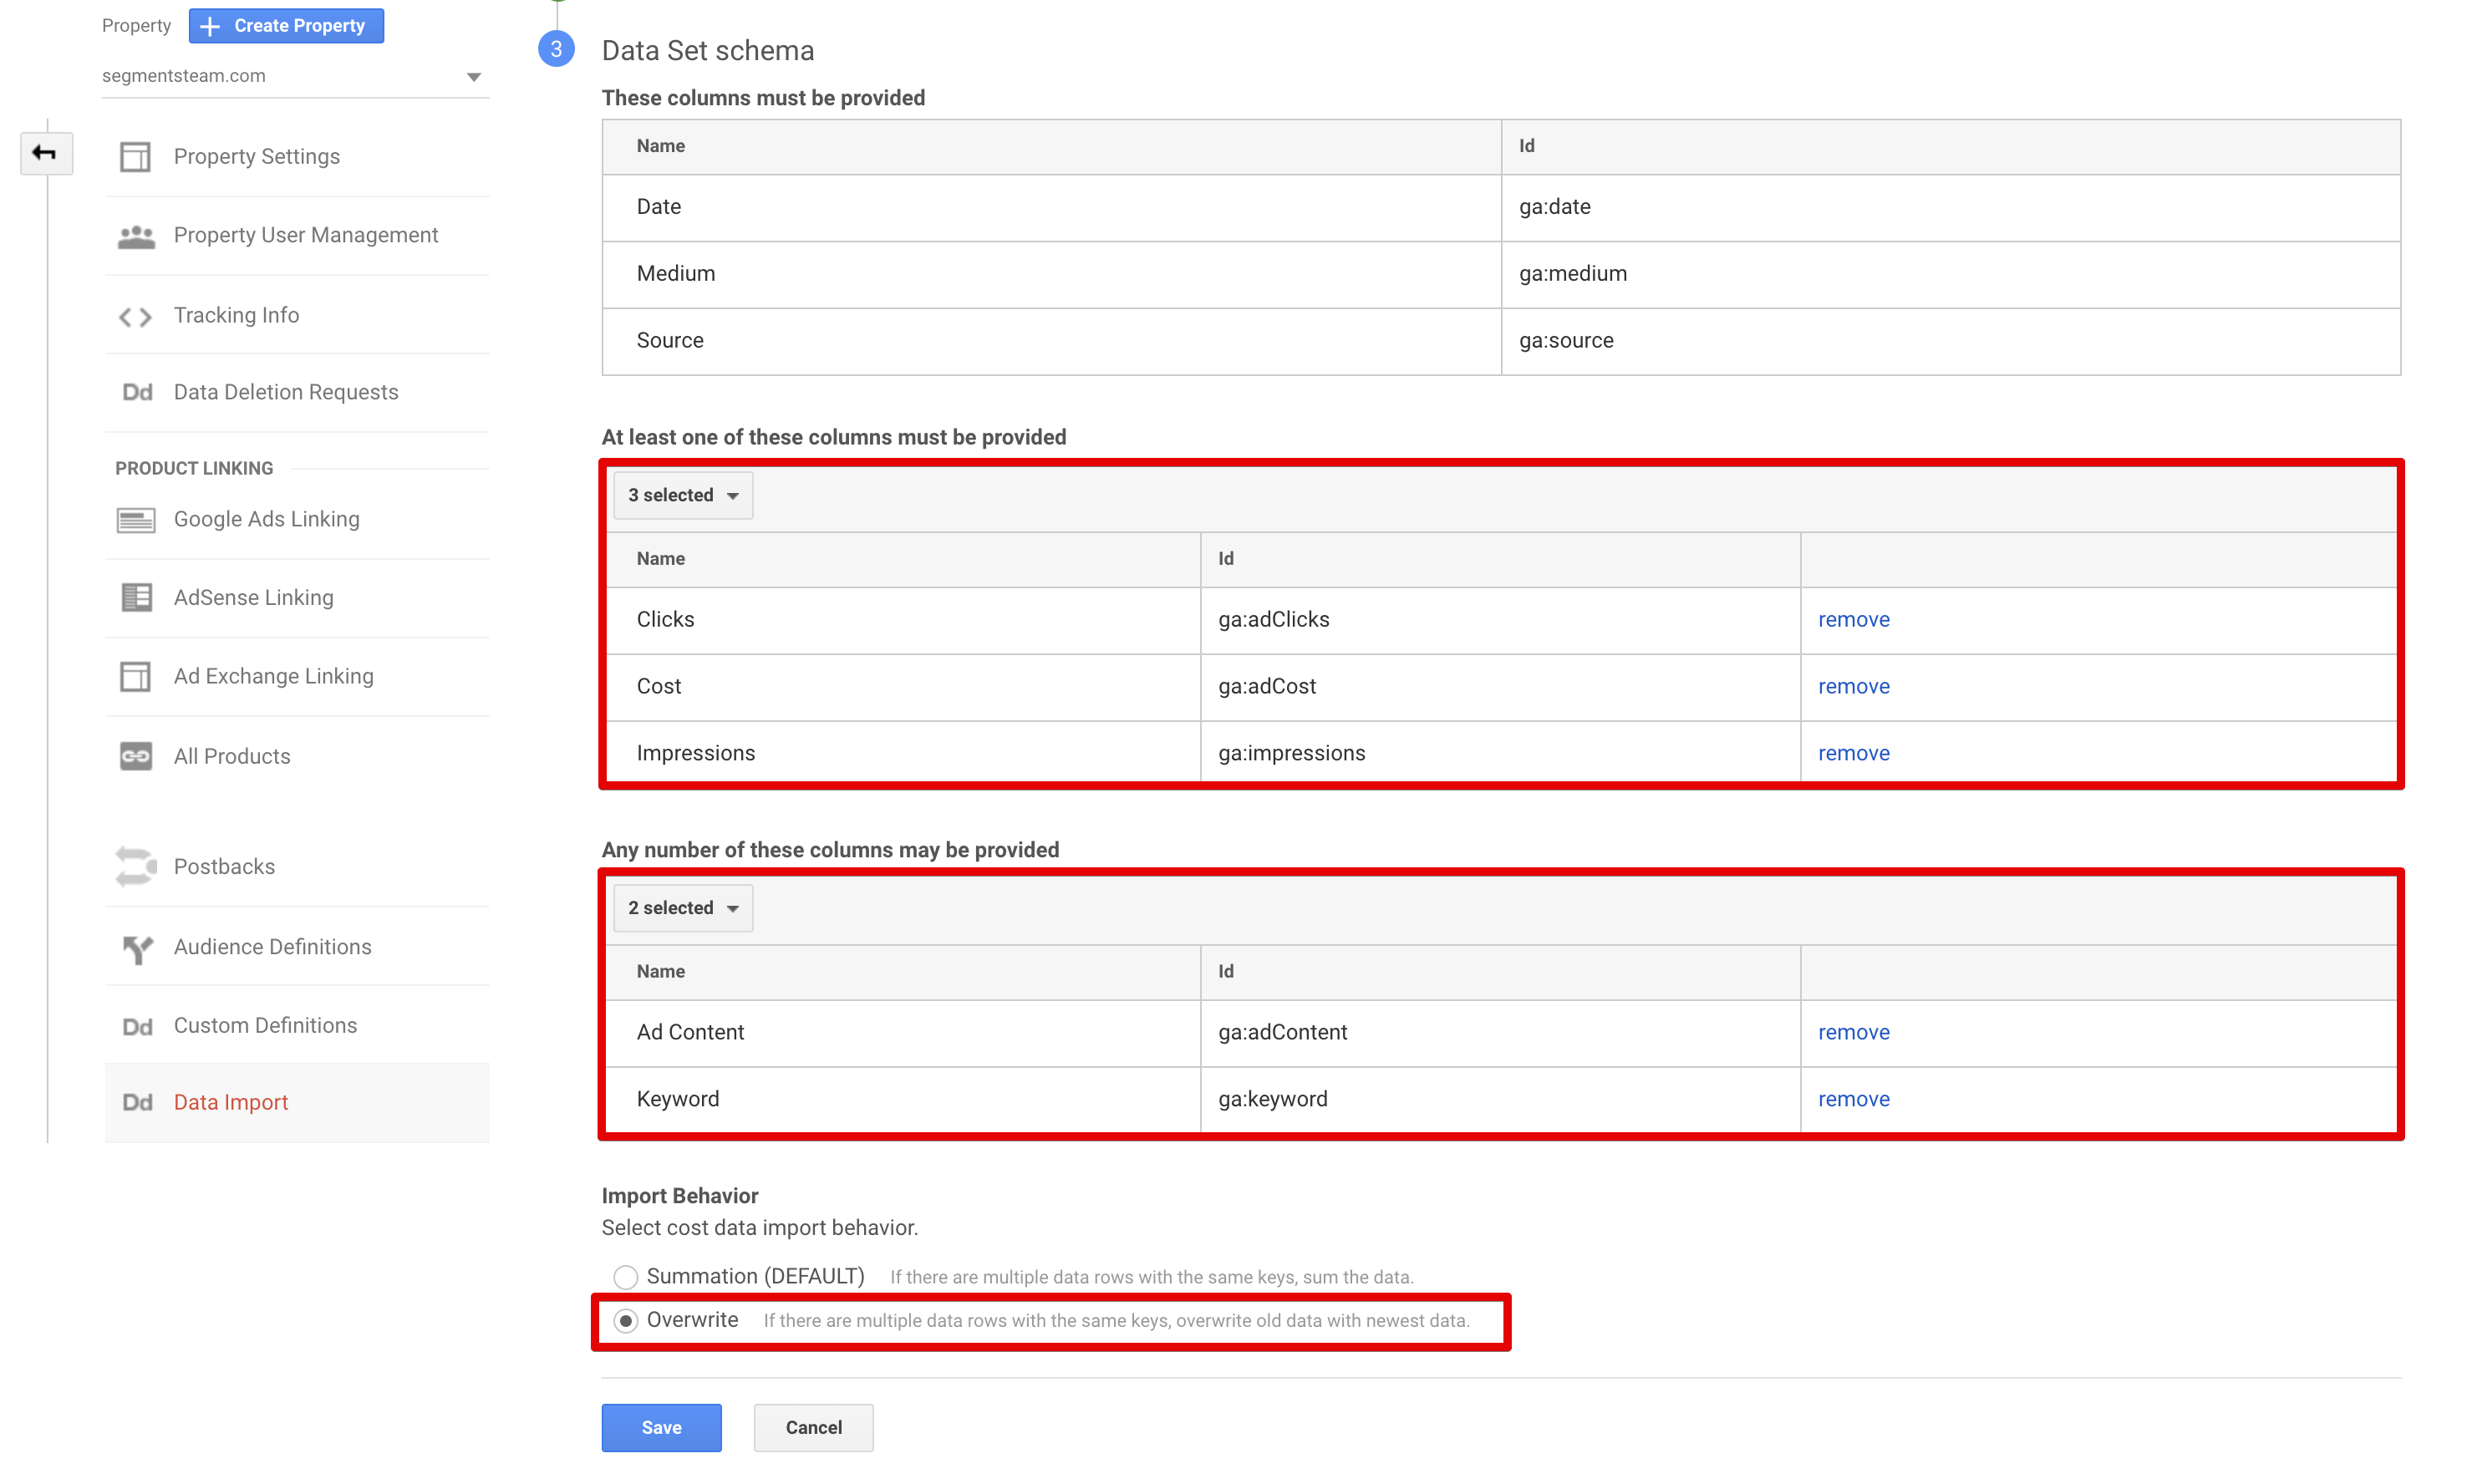 Property
Create Property
segmentsteam.com
Property Settings
Property User Management
Tracking Info
Dd Data Deletion Requests
PRODUCT LINKING
Google Ads Linking
AdSense Linking
Ad Exchange Linking
All Products
Postbacks
Audience Definitions
Dd Custom Definitions
Dd Data Import
3 Data Set schema
These columns must be provided
Name Id
Date ga:date
Medium ga:medium
Source ga:source
At least one of these columns must be provided
3 selected
Name Id
Clicks ga:adClicks remove
Cost ga:adCost remove
Impressions ga:impressions remove
Any number of these columns may be provided
2 selected
Name Id
Ad Content ga:adContent remove
Keyword ga:keyword remove
Import Behavior
Select cost data import behavior.
Summation (DEFAULT) If there are multiple data rows with the same keys, sum the data.
Overwrite If there are multiple data rows with the same keys, overwrite old data with newest data.
Save Cancel